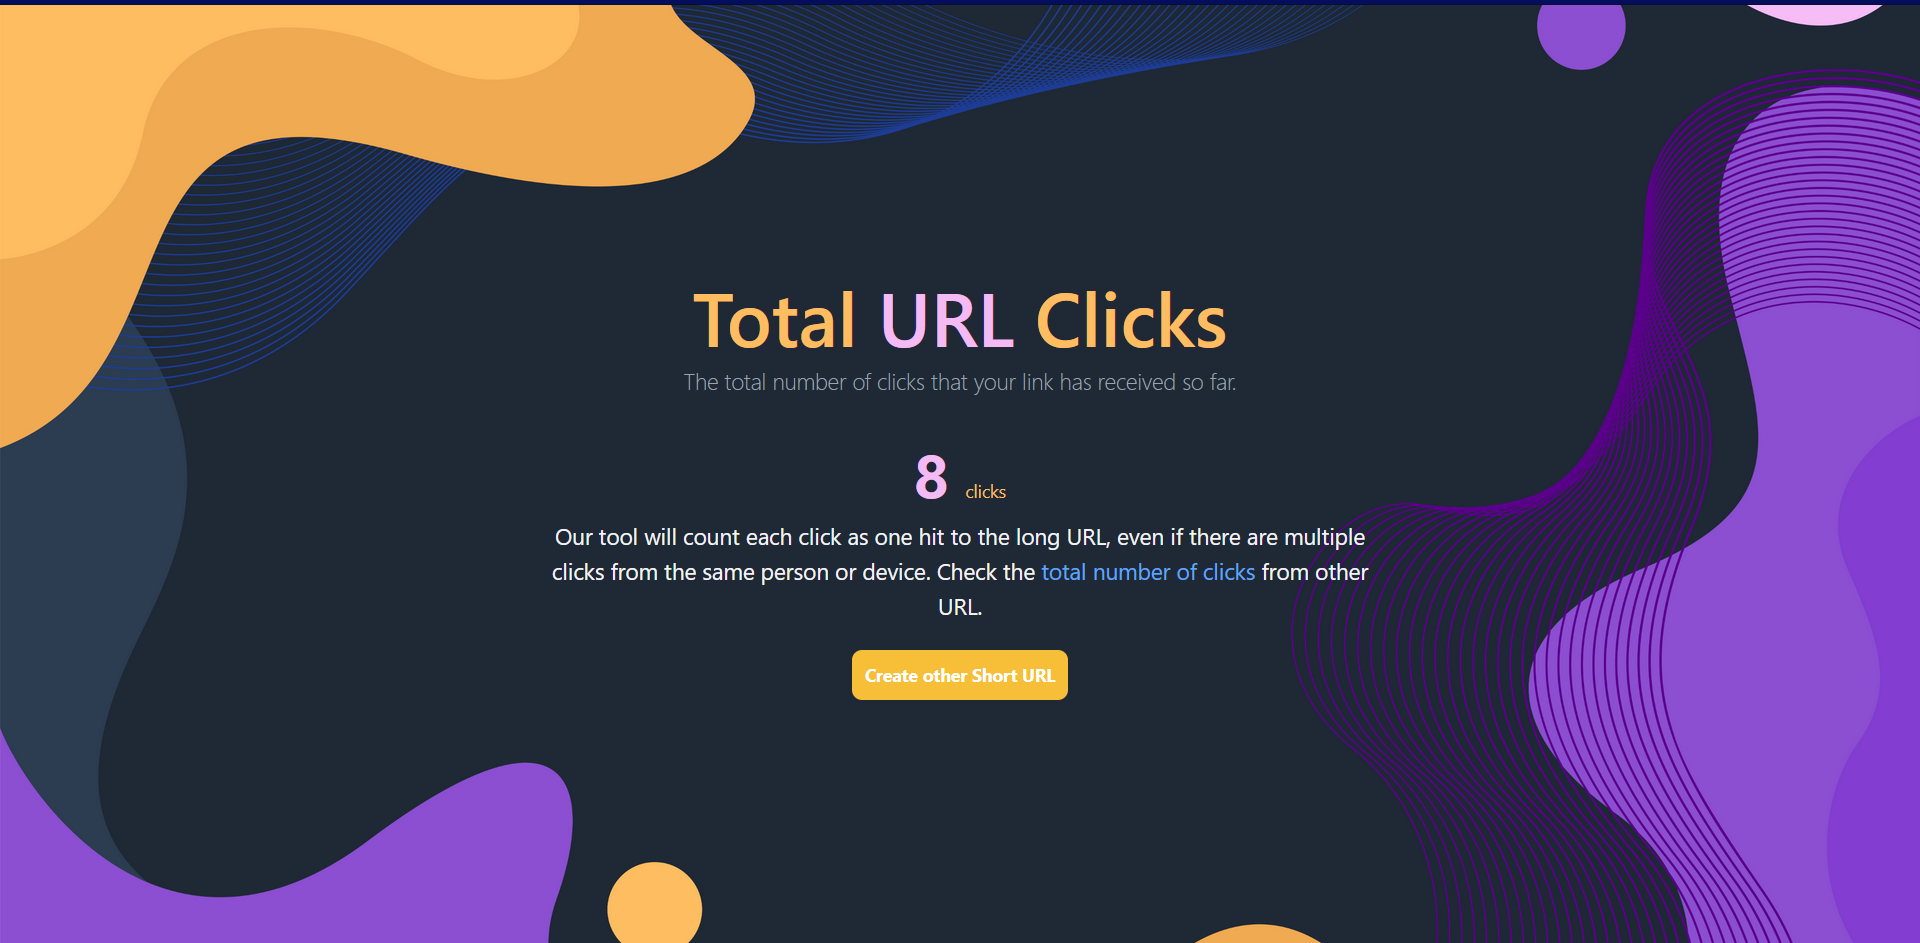 Total URL Clicks
The total number of clicks that your link has received so far.
8 clicks
Our tool will count each click as one hit to the long URL, even if there are multiple
clicks from the same person or device. Check the total number of clicks from other
URL.
Create other Short URL